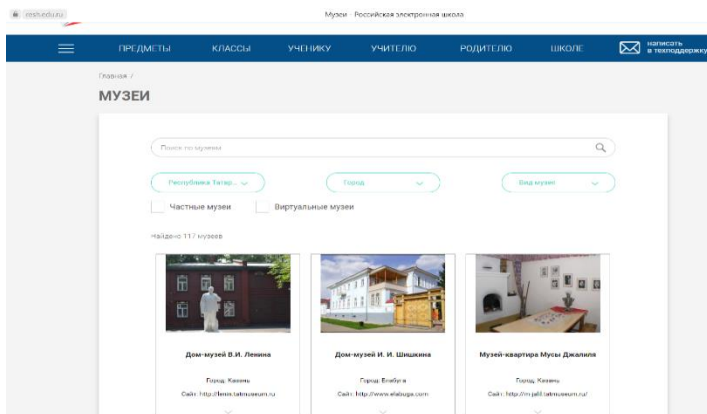 resh.edu.ru
Музеи - Российская электронная школа
ПРЕДМЕТЫ КЛАССЫ УЧЕНИКУ УЧИТЕЛЮ РОДИТЕЛЮ ШКОЛЕ написать
в техподдержку
Главная /
МУЗЕИ
Поиск по музеям
Республика Татар... Город Вид музея
Частные музеи Виртуальные музеи
Найдено 117 музеев
Дом-музей В.И. Ленина Дом-музей И. И. Шишкина Музей-квартира Мусы Джалиля
Город: Казань Город: Елабуга Город: Казань
Сайт: http://lenin.tatmuseum.ru Сайт: http://www.elabuga.com Сайт: http://m-jalil.tatmuseum.ru/